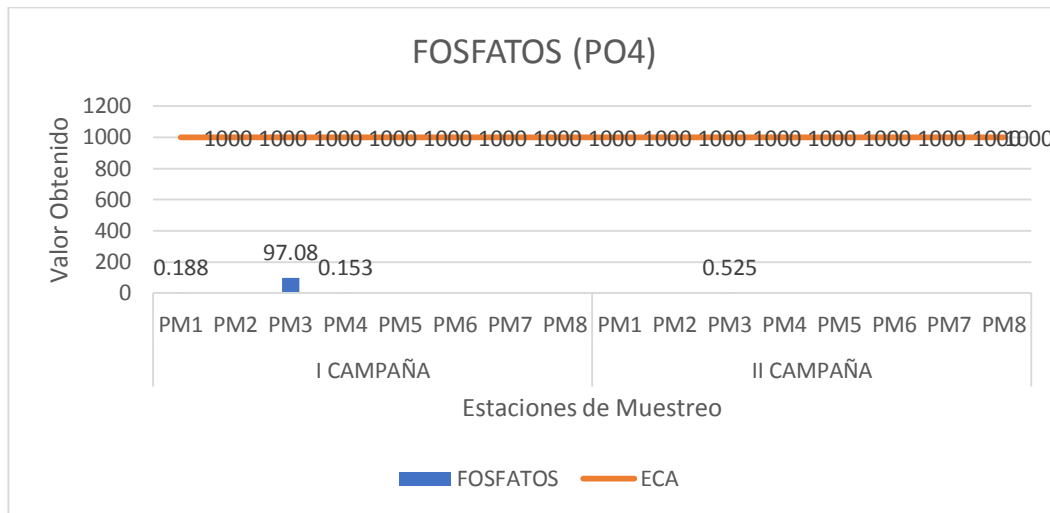 FOSFATOS (PO4)
Valor Obtenido
1200
1000
800
600
400
200
0
1000 1000 1000 1000 1000 1000 1000 1000 1000 1000 1000 1000 1000 1000 1000 1000
0.188 97.08 0.153 0.525
PM1 PM2 PM3 PM4 PM5 PM6 PM7 PM8 PM1 PM2 PM3 PM4 PM5 PM6 PM7 PM8
I CAMPAÑA II CAMPAÑA
Estaciones de Muestreo
FOSFATOS ECA